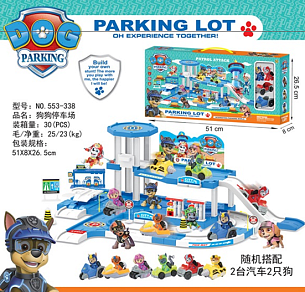 DOG
PARKING
PARKING LOT
OH EXPERIENCE TOGETHER!
Build
your own
stunt! The more
you play with
me, the happier
I will be!
PATROL ATTACK
PARKING LOT
26.5 cm
51 cm
8 cm
型号:NO.553-338
品名:狗狗停车场
装箱量:30(PCS)
毛/净重:25/23(kg)
包装规格:
51X8X26.5cm
随机搭配
2台汽车2只狗